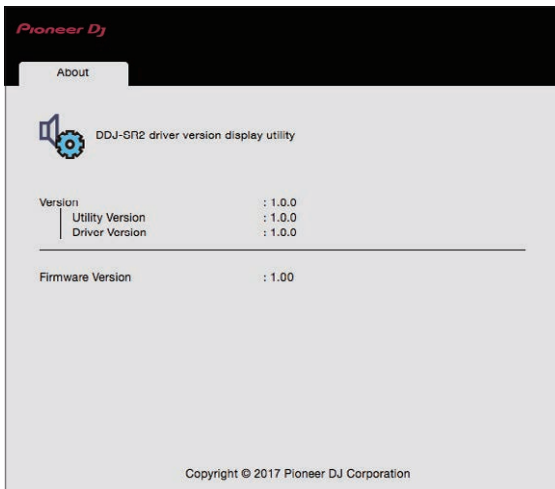 Pioneer Dj
About
DDJ-SR2 driver version display utility
Version : 1.0.0
Utility Version : 1.0.0
Driver Version : 1.0.0
Firmware Version : 1.00
Copyright © 2017 Pioneer DJ Corporation